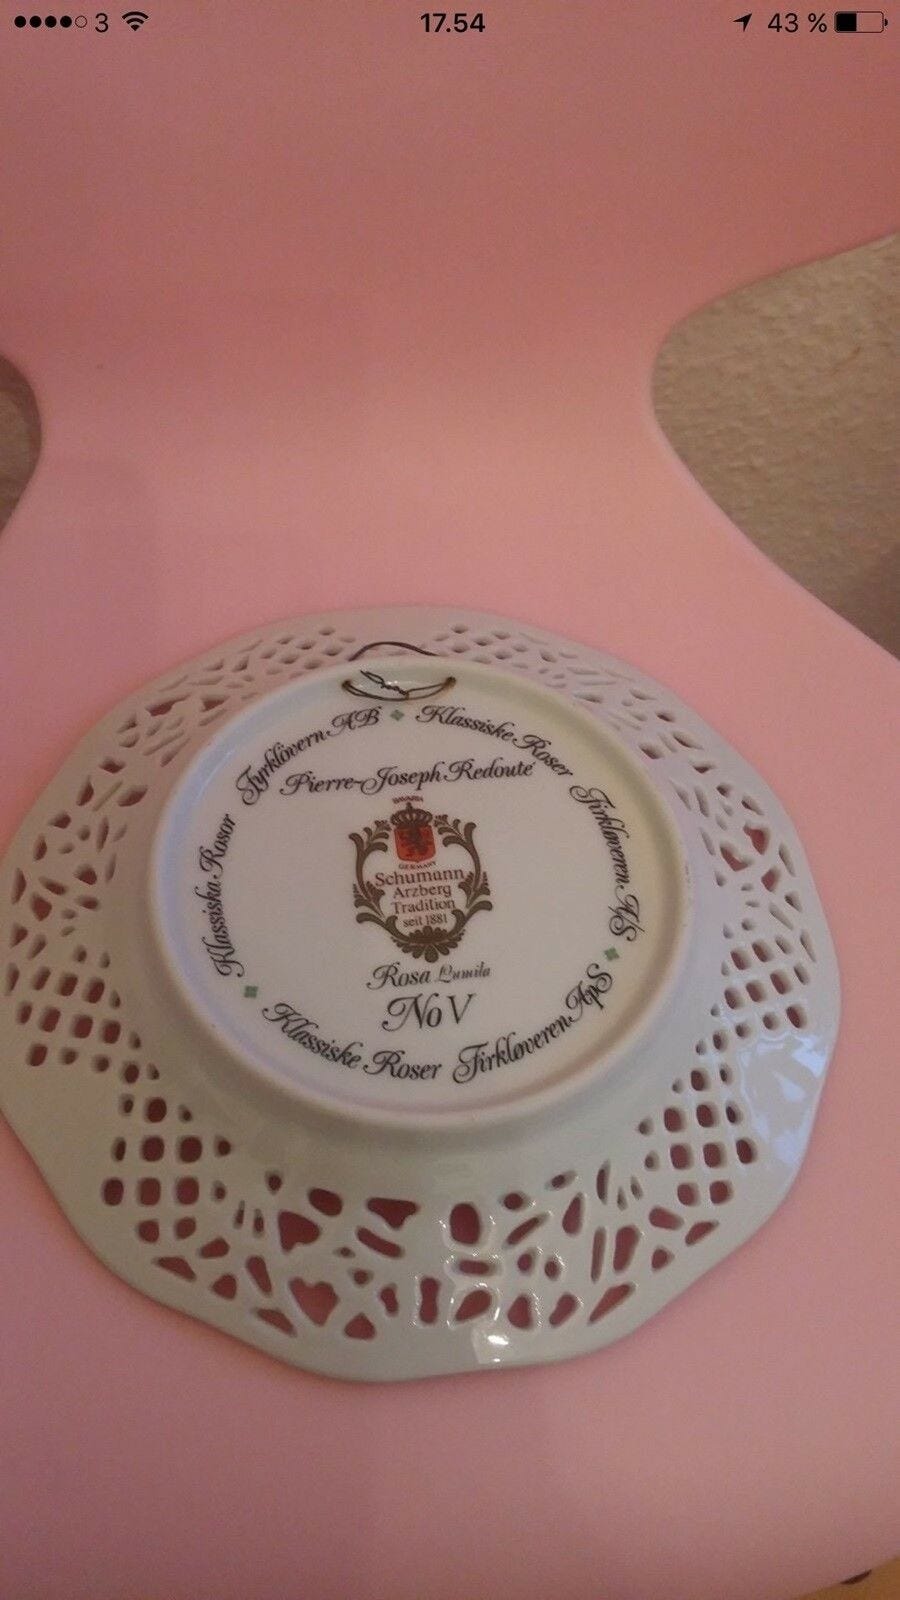 3 17.54 43 %
Klassiska Rosor Fyrklövern AB
Klassiske Roser Firkløveren A/S
Klassiske Roser Firkløveren ApS
Pierre-Joseph Redouté
BAVARIA
GERMANY
Schumann
Arzberg
Tradition
seit 1881
Rosa Lumila
No V